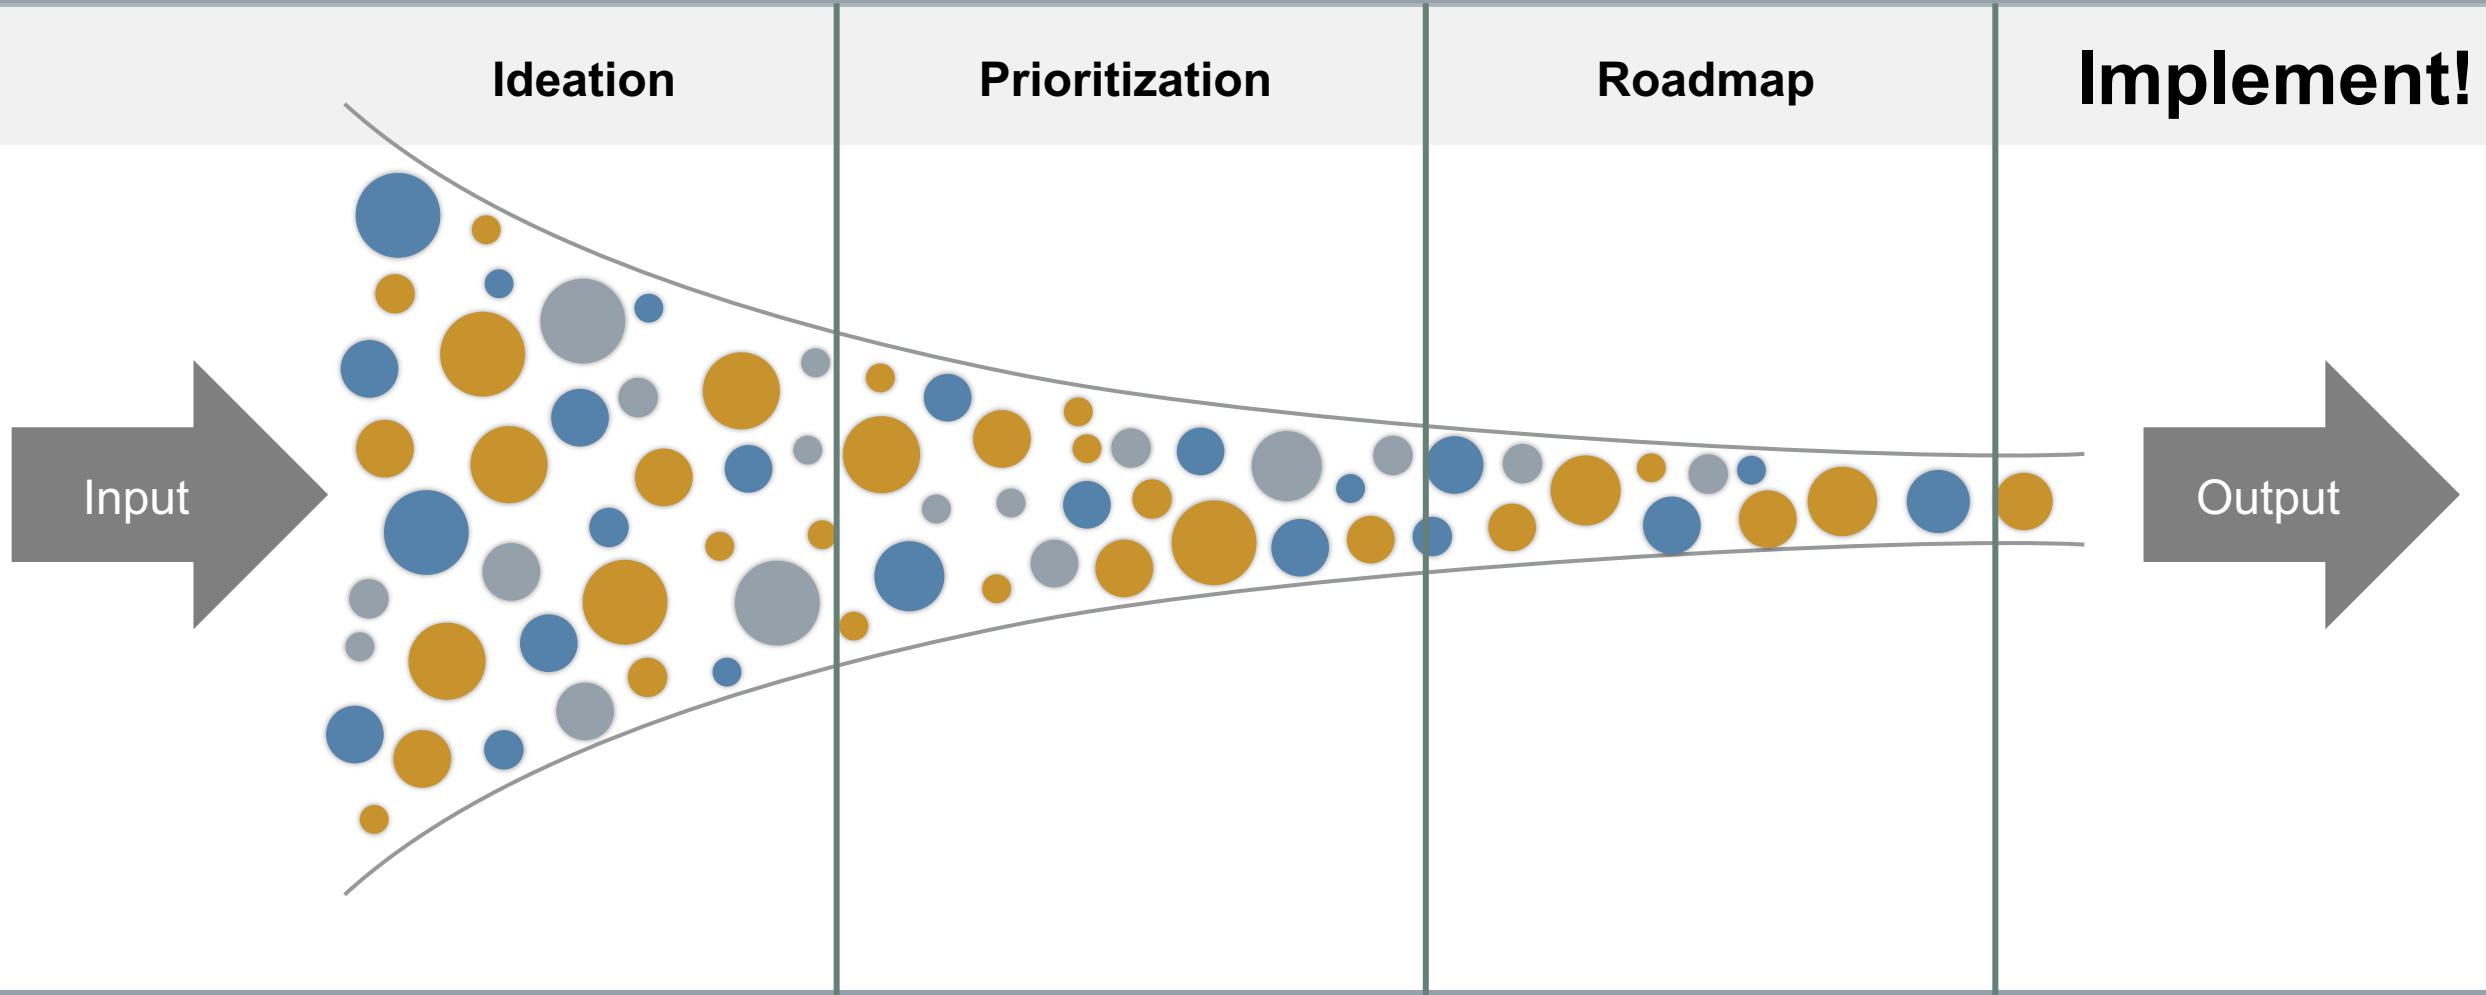 Ideation
Prioritization
Roadmap
Implement!
Input
Output